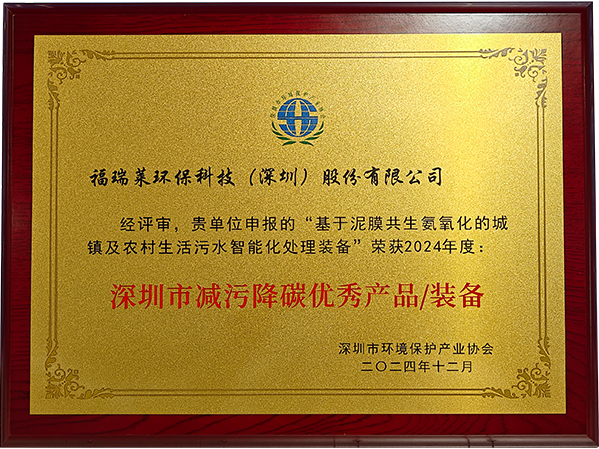 福瑞莱环保科技（深圳）股份有限公司
经评审，贵单位申报的“基于泥膜共生氨氧化的城
镇及农村生活污水智能化处理装备”荣获2024年度：
深圳市减污降碳优秀产品/装备
深圳市环境保护产业协会
二〇二四年十二月